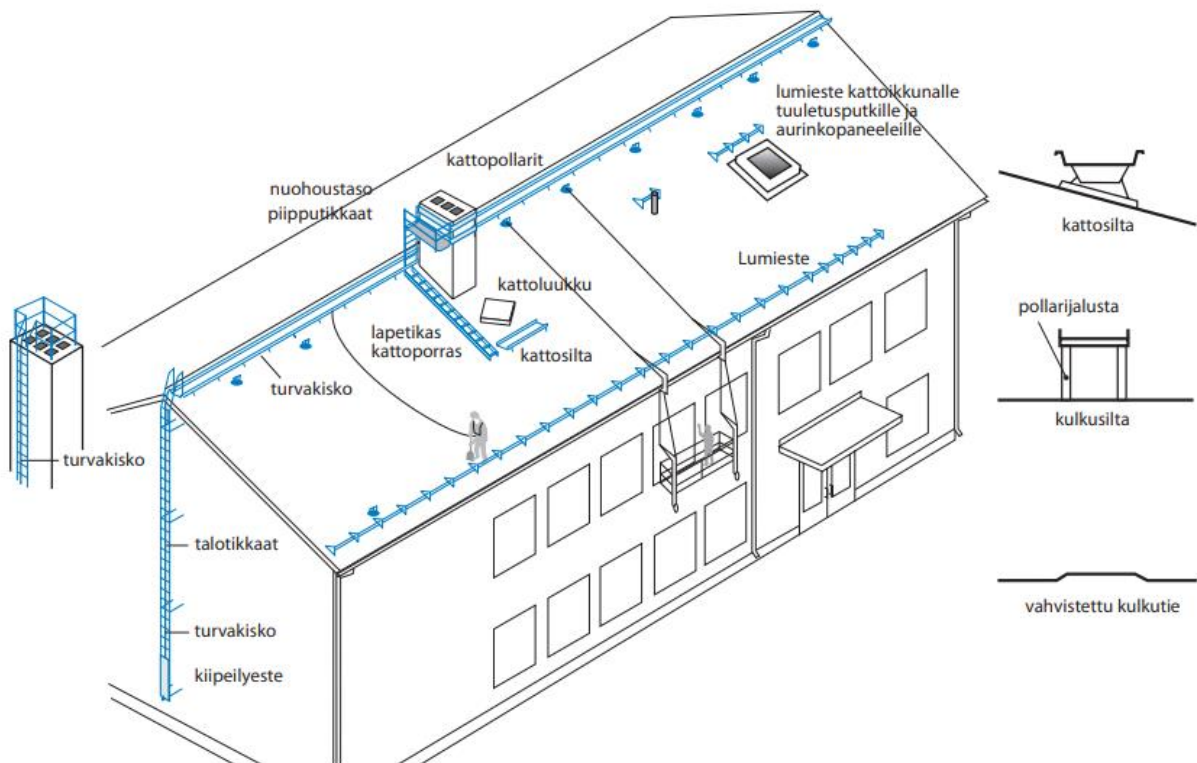 lumieste kattoikkunalle
tuuletusputkille ja
aurinkopaneeleille
kattopollarit
nuohoustaso
piipputikkaat
kattosilta
Lumieste
kattoluukku
lapetikas
kattoporras
kattosilta
pollarijalusta
turvakisko
kulkusilta
turvakisko
talotikkaat
vahvistettu kulkutie
turvakisko
kiipeilyeste